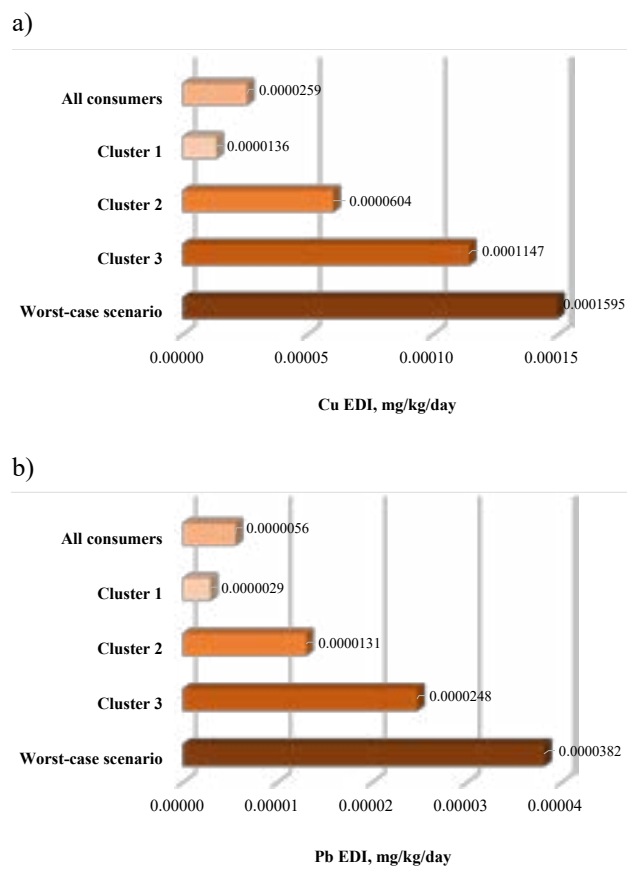 a)
All consumers
0.0000259
Cluster 1
0.0000136
Cluster 2
0.0000604
Cluster 3
0.0001147
Worst-case scenario
0.0001595
0.00000 0.00005 0.00010 0.00015
Cu EDI, mg/kg/day
b)
All consumers
0.0000056
Cluster 1
0.0000029
Cluster 2
0.0000131
Cluster 3
0.0000248
Worst-case scenario
0.0000382
0.00000 0.00001 0.00002 0.00003 0.00004
Pb EDI, mg/kg/day